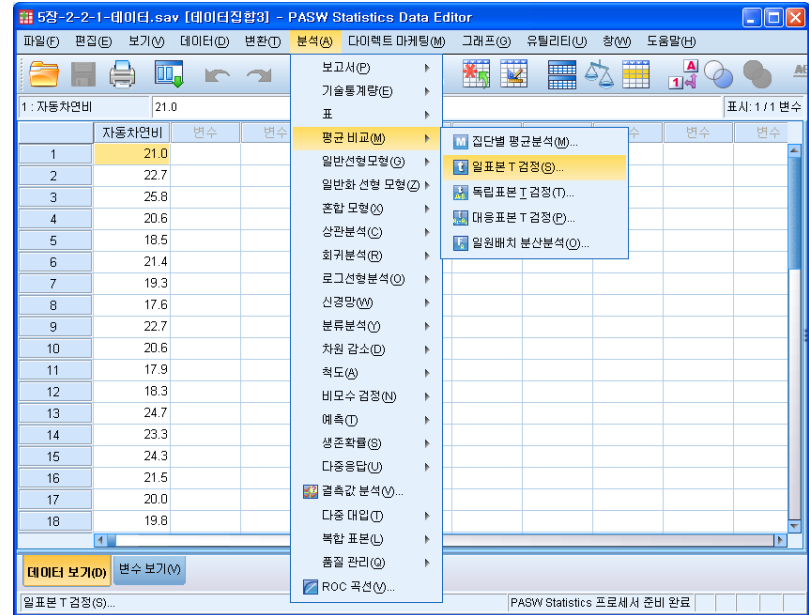 5장-2-2-1-데이터.sav [데이터집합3] - PASW Statistics Data Editor
파일(F) 편집(E) 보기(V) 데이터(D) 변환(T) 분석(A) 다이렉트 마케팅(M) 그래프(G) 유틸리티(U) 창(W) 도움말(H)
1 : 자동차연비 21.0 표시: 1 / 1 변수
자동차연비 변수 변수 변수 변수
1 21.0
2 22.7
3 25.8
4 20.6
5 18.5
6 21.4
7 19.3
8 17.6
9 22.7
10 20.6
11 17.9
12 18.3
13 24.7
14 23.3
15 24.3
16 21.5
17 20.0
18 19.8
보고서(P)
기술통계량(E)
표
평균 비교(M)
일반선형모형(G)
일반화 선형 모형(Z)
혼합 모형(X)
상관분석(C)
회귀분석(R)
로그선형분석(O)
신경망(W)
분류분석(Y)
차원 감소(D)
척도(A)
비모수 검정(N)
예측(T)
생존확률(S)
다중응답(U)
결측값 분석(V)...
다중 대입(T)
복합 표본(L)
품질 관리(Q)
ROC 곡선(V)...
집단별 평균분석(M)...
일표본 T 검정(S)...
독립표본 T 검정(T)...
대응표본 T 검정(P)...
일원배치 분산분석(O)...
데이터 보기(D) 변수 보기(V)
일표본 T 검정(S)... PASW Statistics 프로세서 준비 완료